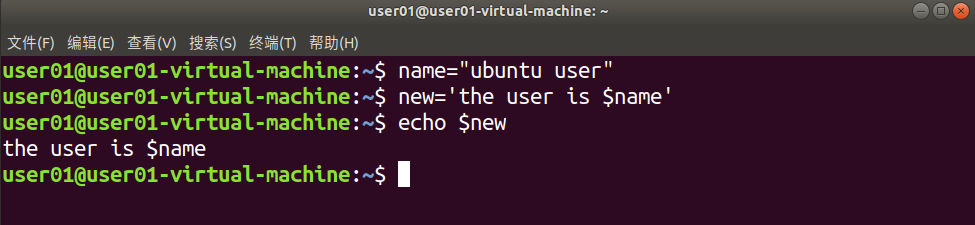 user01@user01-virtual-machine: ~
文件(F) 编辑(E) 查看(V) 搜索(S) 终端(T) 帮助(H)
user01@user01-virtual-machine:~$ name="ubuntu user"
user01@user01-virtual-machine:~$ new='the user is $name'
user01@user01-virtual-machine:~$ echo $new
the user is $name
user01@user01-virtual-machine:~$